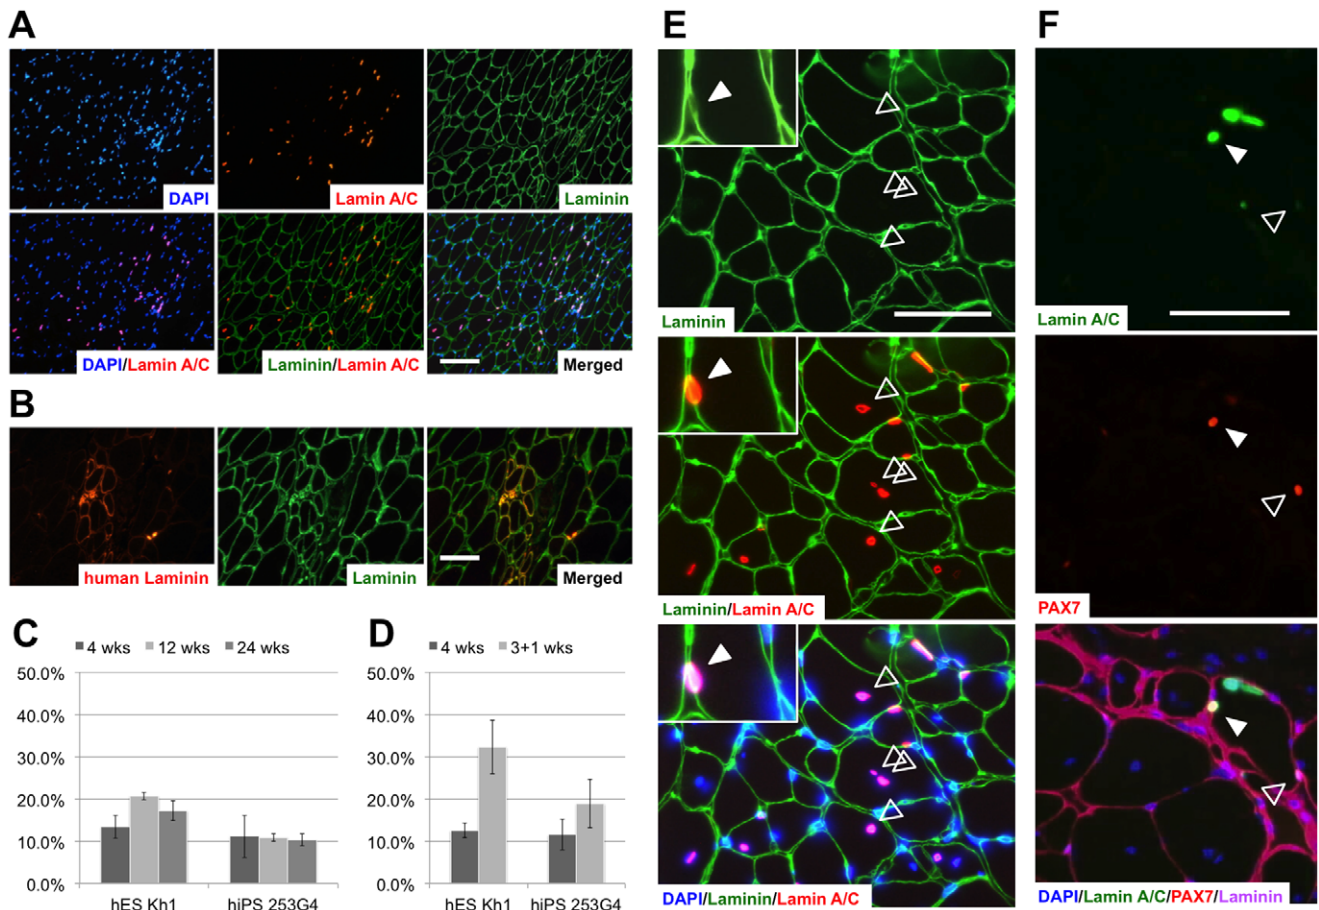 A
DAPI
Lamin A/C
Laminin
DAPI/Lamin A/C
Laminin/Lamin A/C
Merged
B
human Laminin
Laminin
Merged
C
4 wks 12 wks 24 wks
50.0%
40.0%
30.0%
20.0%
10.0%
0.0%
hES Kh1 hiPS 253G4
D
4 wks 3+1 wks
50.0%
40.0%
30.0%
20.0%
10.0%
0.0%
hES Kh1 hiPS 253G4
E
Laminin
Laminin/Lamin A/C
DAPI/Laminin/Lamin A/C
F
Lamin A/C
PAX7
DAPI/Lamin A/C/PAX7/Laminin